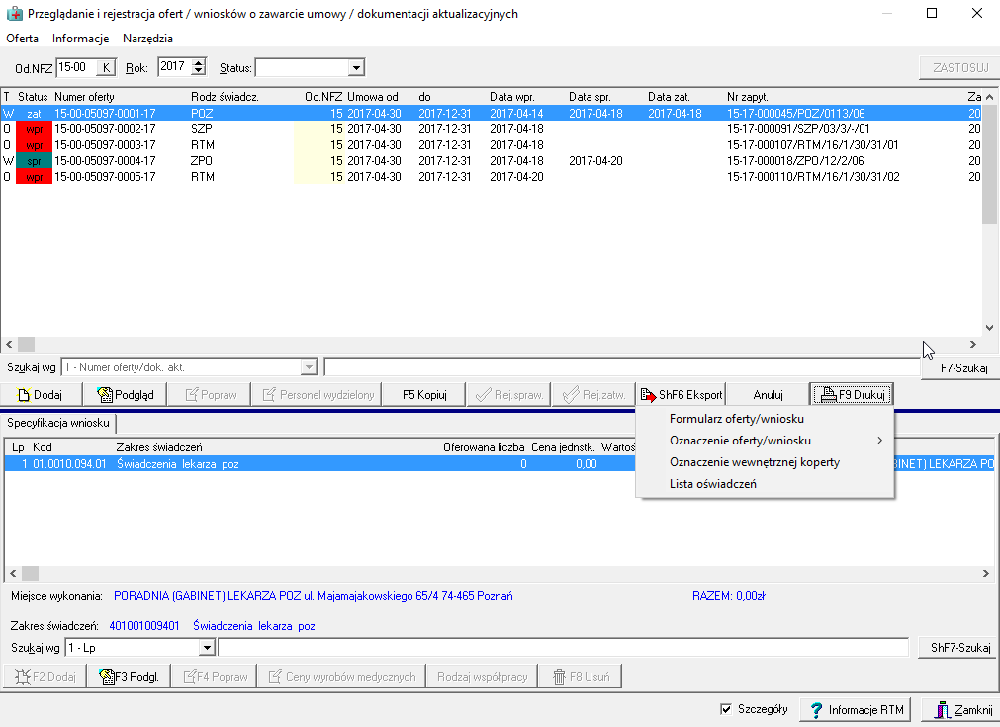 Przeglądanie i rejestracja ofert / wniosków o zawarcie umowy / dokumentacji aktualizacyjnych
Oferta Informacje Narzędzia
Od.NFZ 15-00 K Rok: 2017 Status: ZASTOSUJ
T Status Numer oferty Rodz świadcz. Od.NFZ Umowa od do Data wpr. Data spr. Data zat. Nr zapyt. Za
W zat 15-00-05097-0001-17 POZ 15 2017-04-30 2017-12-31 2017-04-14 2017-04-18 2017-04-18 15-17-000045/POZ/0113/06 20
O wpr 15-00-05097-0002-17 SZP 15 2017-04-30 2017-12-31 2017-04-18 15-17-000091/SZP/03/3/-/01 20
O wpr 15-00-05097-0003-17 RTM 15 2017-04-30 2017-12-31 2017-04-18 15-17-000107/RTM/16/1/30/31/01 20
W spr 15-00-05097-0004-17 ZPO 15 2017-04-30 2017-12-31 2017-04-18 2017-04-20 15-17-000018/ZPO/12/2/06 20
O wpr 15-00-05097-0005-17 RTM 15 2017-04-30 2017-12-31 2017-04-20 15-17-000110/RTM/16/1/30/31/02 20
Szukaj wg 1 - Numer oferty/dok. akt. F7-Szukaj
Dodaj Podgląd Popraw Personel wydzielony F5 Kopiuj Rej.spraw. Rej.zatw. ShF6 Eksport Anuluj F9 Drukuj
Formularz oferty/wniosku
Oznaczenie oferty/wniosku
Oznaczenie wewnętrznej koperty
Lista oświadczeń
Specyfikacja wniosku
Lp Kod Zakres świadczeń Oferowana liczba Cena jednstk. Wartoś
1 01.0010.094.01 Świadczenia lekarza poz 0 0,00 BINET) LEKARZA PO
Miejsce wykonania: PORADNIA (GABINET) LEKARZA POZ ul. Majamajakowskiego 65/4 74-465 Poznań RAZEM: 0,00zł
Zakres świadczeń: 401001009401 Świadczenia lekarza poz
Szukaj wg 1 - Lp ShF7-Szukaj
F2 Dodaj F3 Podgl. F4 Popraw Ceny wyrobów medycznych Rodzaj współpracy F8 Usuń
Szczegóły Informacje RTM Zamknij